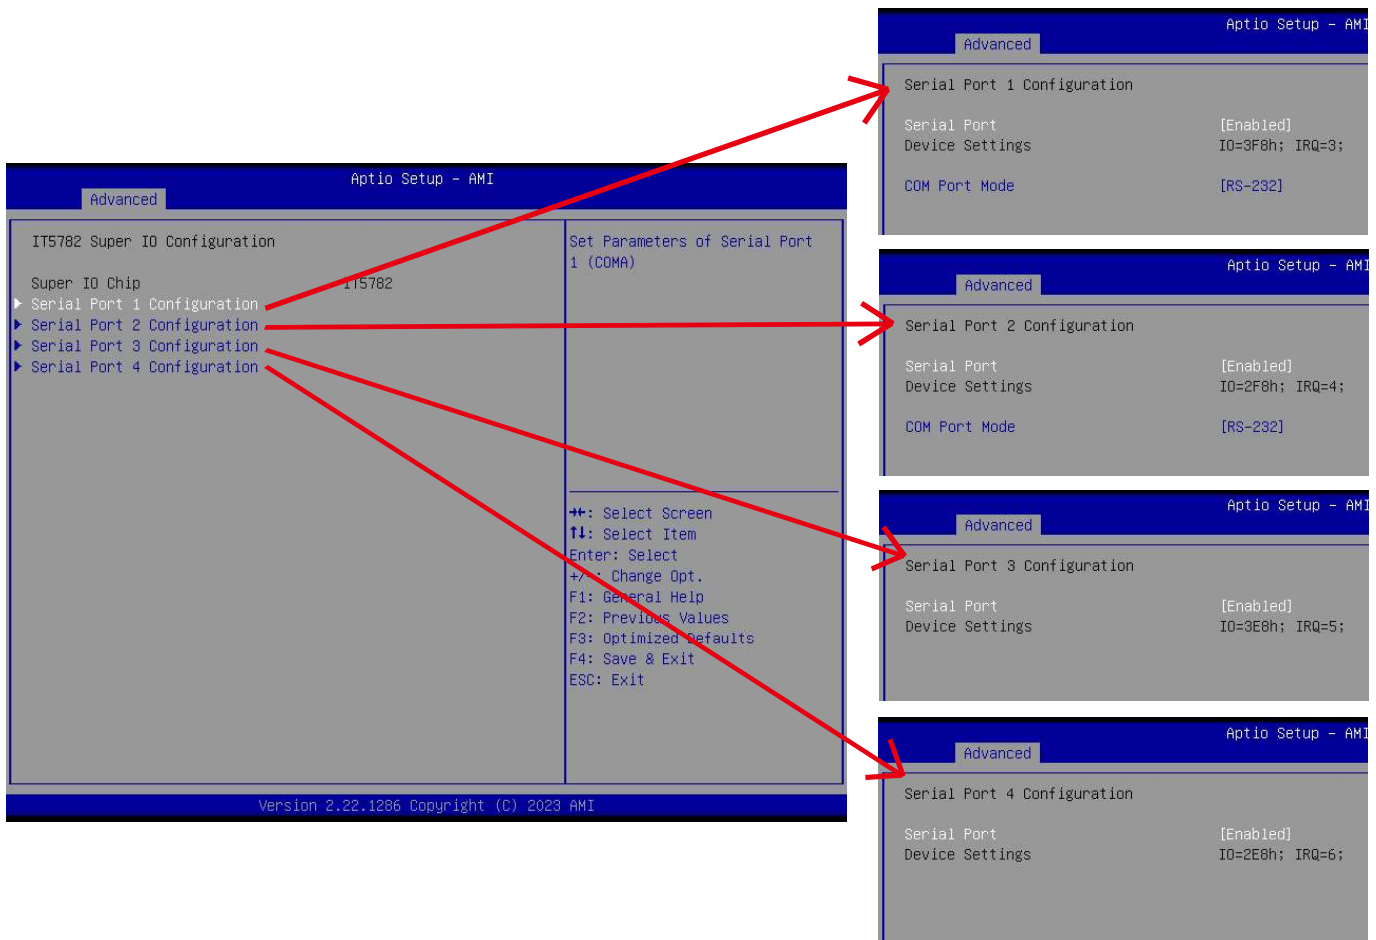 Aptio Setup – AMI
Advanced
IT5782 Super IO Configuration
Super IO Chip IT5782
Serial Port 1 Configuration
Serial Port 2 Configuration
Serial Port 3 Configuration
Serial Port 4 Configuration
Set Parameters of Serial Port
1 (COMA)
→←: Select Screen
↑↓: Select Item
Enter: Select
+/-: Change Opt.
F1: General Help
F2: Previous Values
F3: Optimized Defaults
F4: Save & Exit
ESC: Exit
Version 2.22.1286 Copyright (C) 2023 AMI
Aptio Setup – AMI
Advanced
Serial Port 1 Configuration
Serial Port [Enabled]
Device Settings IO=3F8h; IRQ=3;
COM Port Mode [RS-232]
Aptio Setup – AMI
Advanced
Serial Port 2 Configuration
Serial Port [Enabled]
Device Settings IO=2F8h; IRQ=4;
COM Port Mode [RS-232]
Aptio Setup – AMI
Advanced
Serial Port 3 Configuration
Serial Port [Enabled]
Device Settings IO=3E8h; IRQ=5;
Aptio Setup – AMI
Advanced
Serial Port 4 Configuration
Serial Port [Enabled]
Device Settings IO=2E8h; IRQ=6;